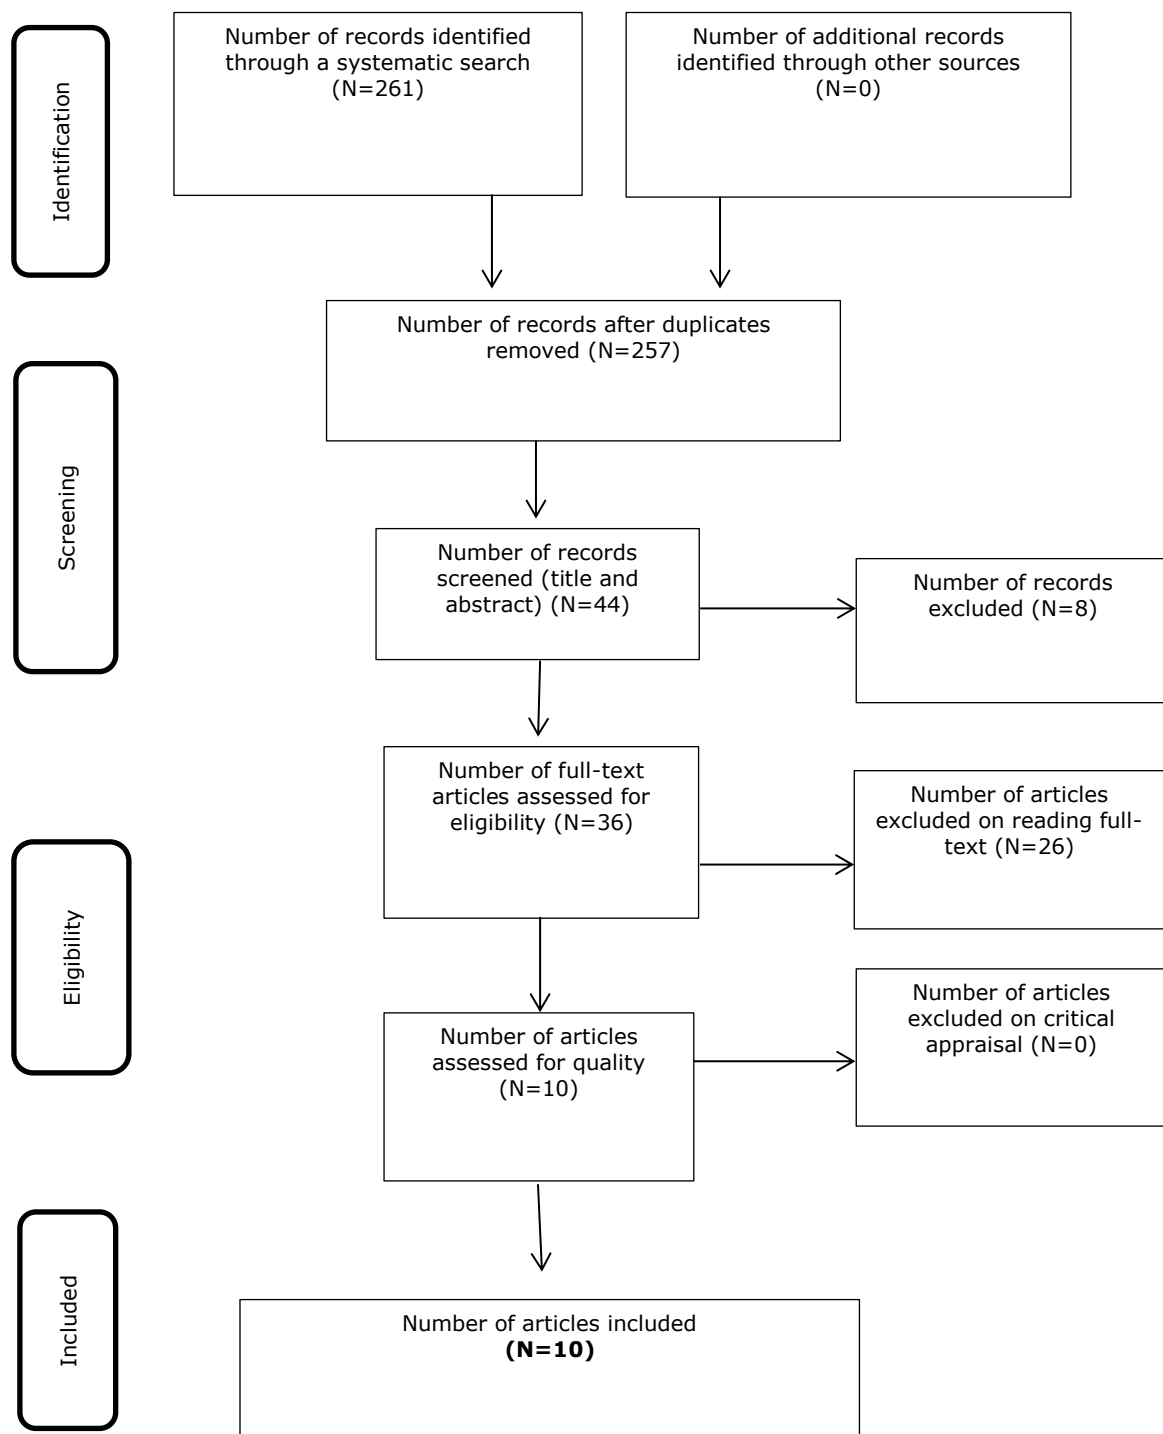 Identification
Number of records identified
through a systematic search
(N=261)
Number of additional records
identified through other sources
(N=0)
Number of records after duplicates
removed (N=257)
Screening
Number of records
screened (title and
abstract) (N=44)
Number of records
excluded (N=8)
Number of full-text
articles assessed for
eligibility (N=36)
Number of articles
excluded on reading full-
text (N=26)
Eligibility
Number of articles
assessed for quality
(N=10)
Number of articles
excluded on critical
appraisal (N=0)
Included
Number of articles included
(N=10)